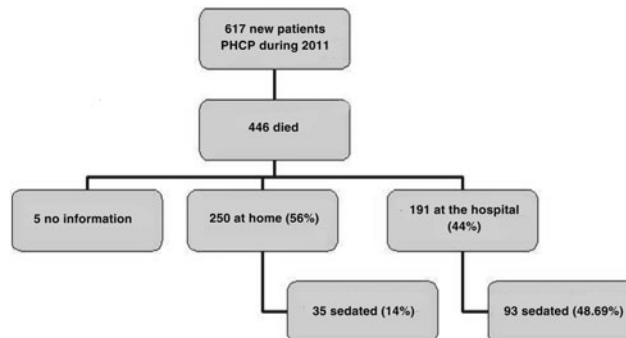 617 new patients
PHCP during 2011
446 died
5 no information
250 at home (56%)
191 at the hospital
(44%)
35 sedated (14%)
93 sedated (48.69%)